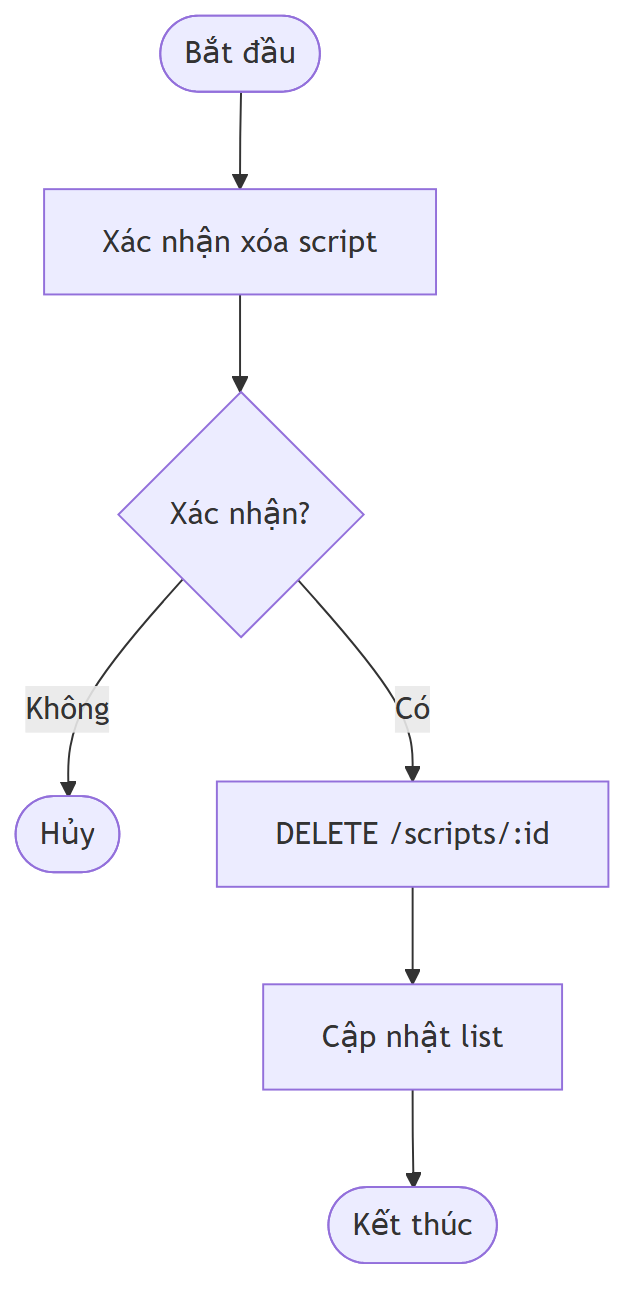 Bắt đầu
Xác nhận xóa script
Xác nhận?
Không
Có
Hủy
DELETE /scripts/:id
Cập nhật list
Kết thúc